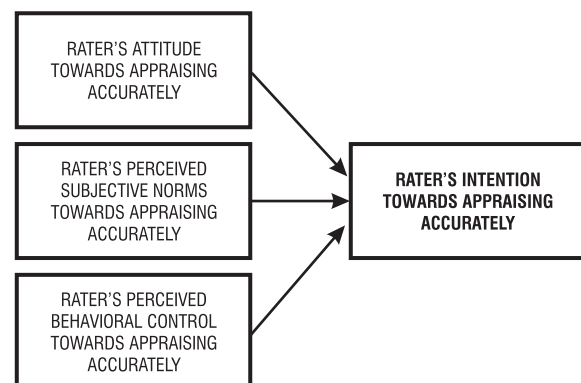 RATER’S ATTITUDE
TOWARDS APPRAISING
ACCURATELY
RATER’S PERCEIVED
SUBJECTIVE NORMS
TOWARDS APPRAISING
ACCURATELY
RATER’S INTENTION
TOWARDS APPRAISING
ACCURATELY
RATER’S PERCEIVED
BEHAVIORAL CONTROL
TOWARDS APPRAISING
ACCURATELY